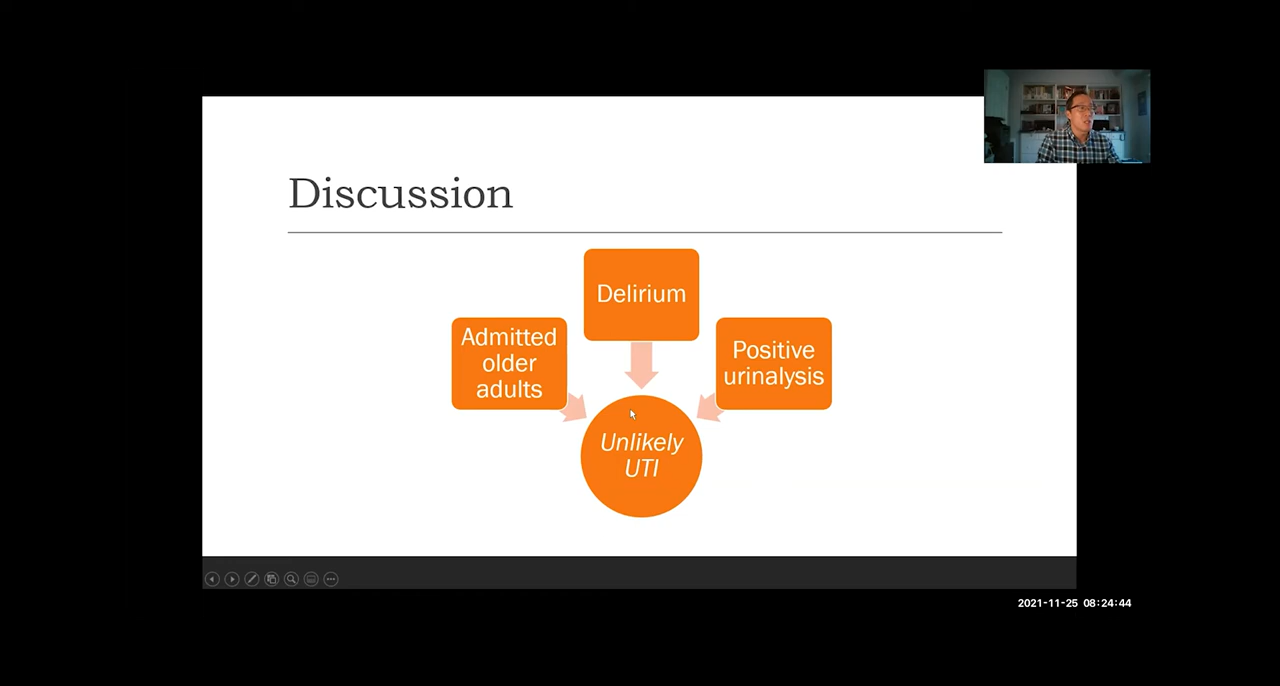 Discussion
Delirium
Admitted
older
adults
Positive
urinalysis
Unlikely
UTI
2021-11-25 08:24:44